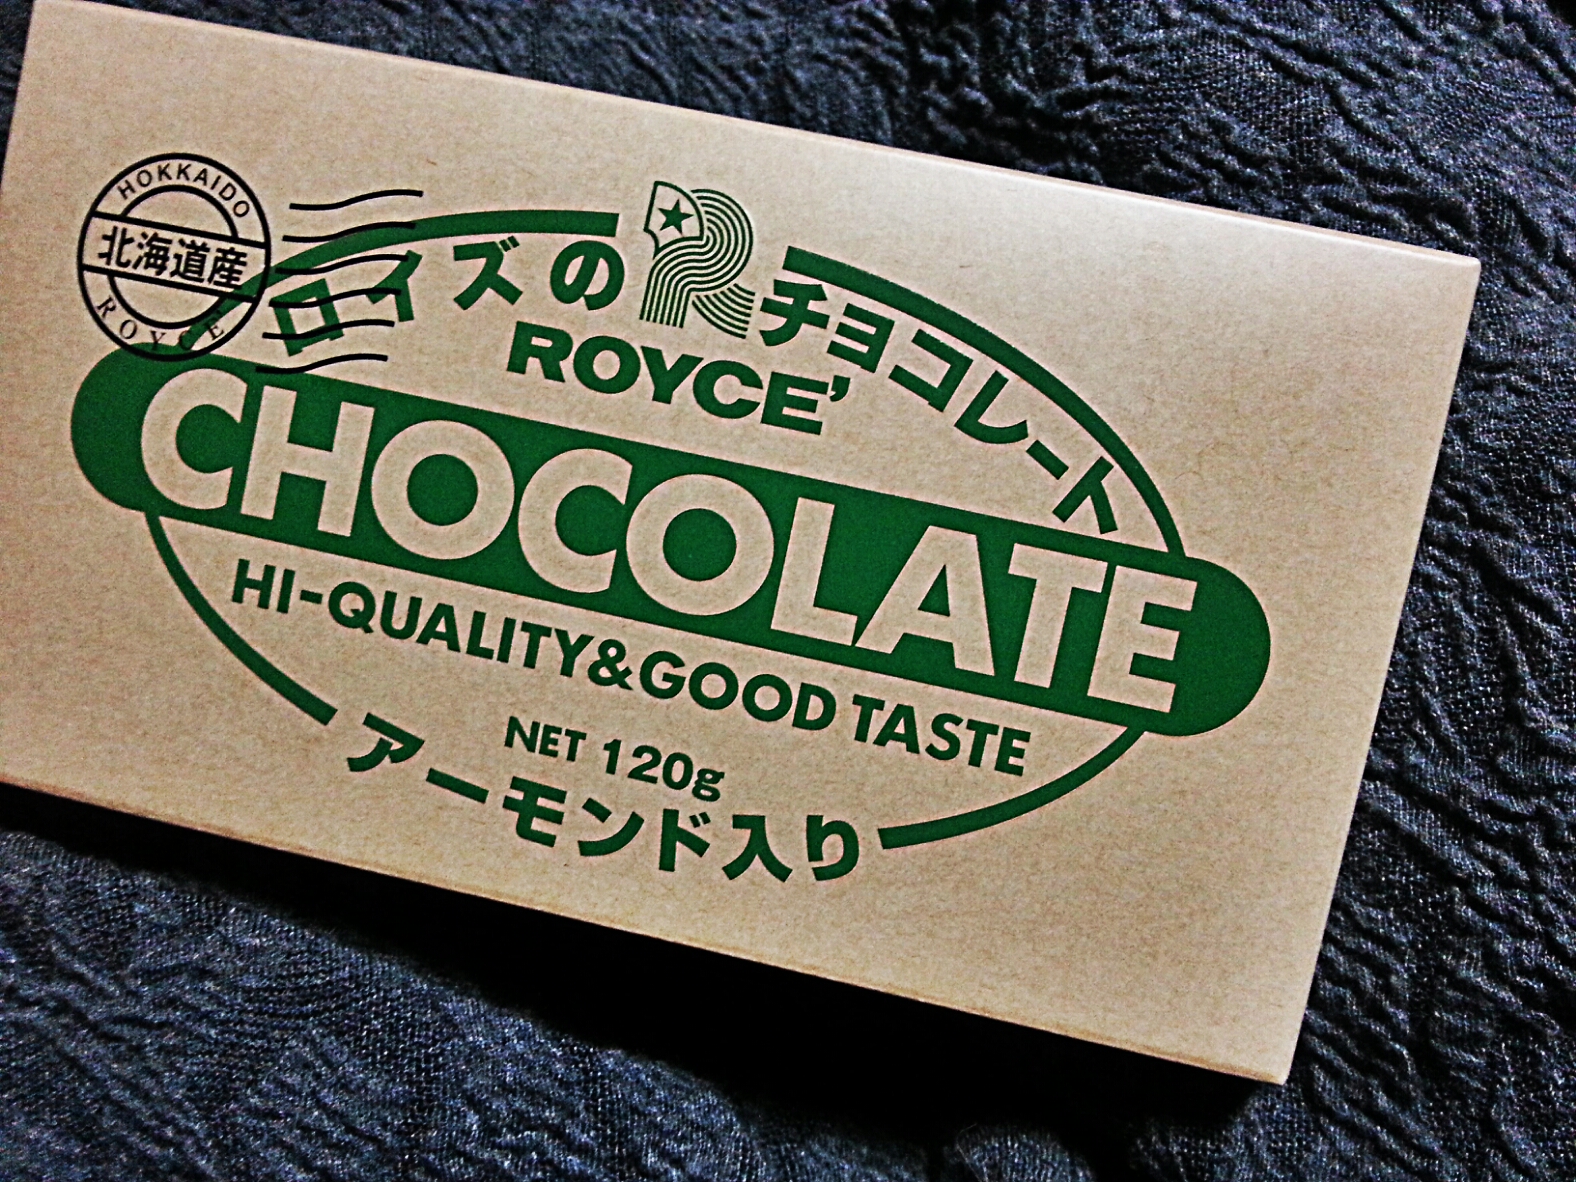 HOKKAIDO
北海道産
ROYCE'
ロイズの R チョコレート
ROYCE'
CHOCOLATE
HI-QUALITY&GOOD TASTE
NET 120g
アーモンド入り